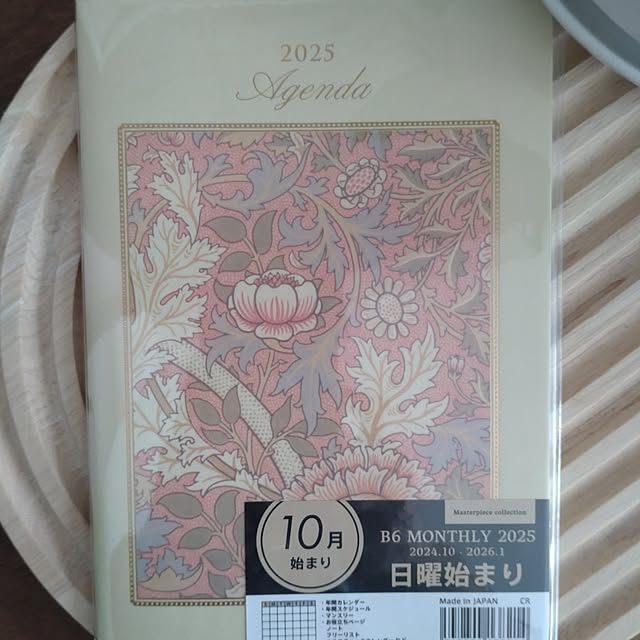 2025
Agenda
Masterpiece collection
10月
始まり
B6 MONTHLY 2025
2024.10 - 2026.1
日曜始まり
Made in JAPAN CR
・年間カレンダー
・年間スケジュール
・マンスリー
・お役立ちページ
ノート
フリーリスト